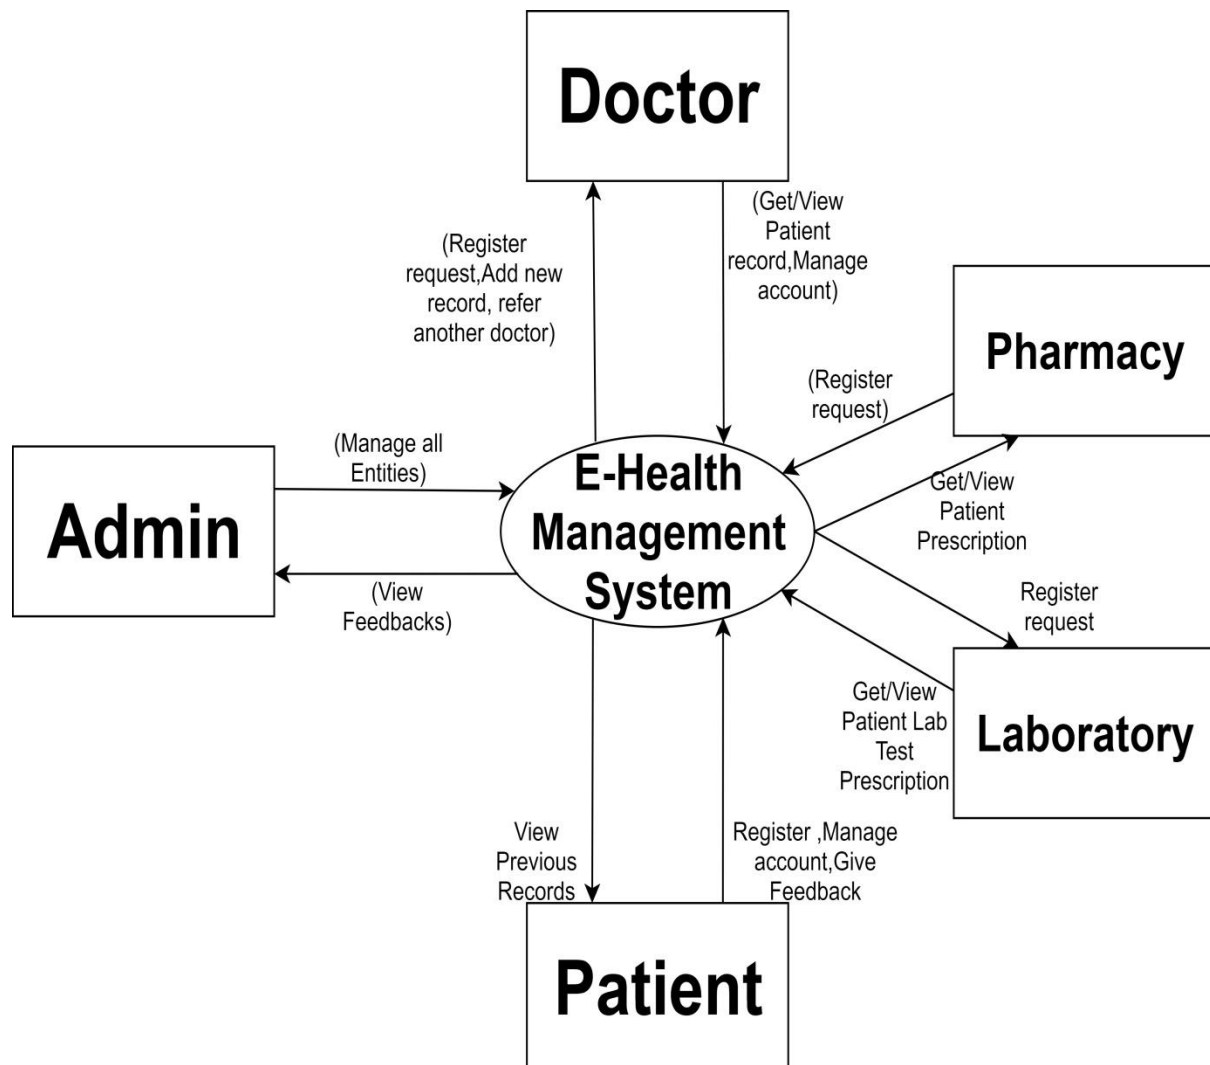 Doctor
(Get/View
Patient
record,Manage
account)
(Register
request,Add new
record, refer
another doctor)
Pharmacy
(Register
request)
(Manage all
Entities)
E-Health
Management
System
Admin
Get/View
Patient
Prescription
(View
Feedbacks)
Register
request
Get/View
Patient Lab
Test
Prescription
Laboratory
View
Previous
Records
Register ,Manage
account,Give
Feedback
Patient